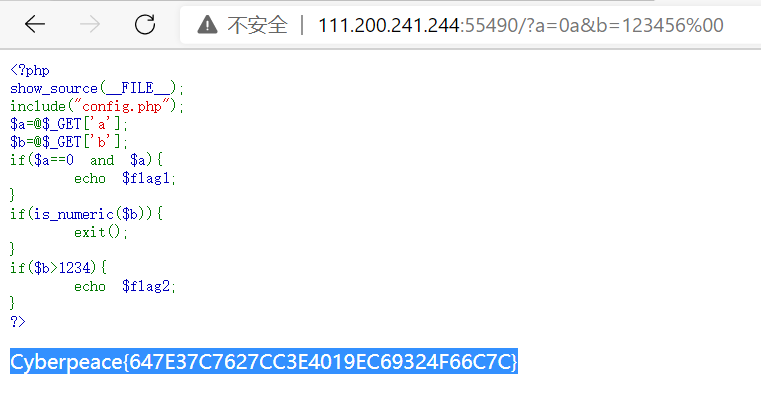 不安全 | 111.200.241.244:55490/?a=0a&b=123456%00
<?php
show_source(__FILE__);
include("config.php");
$a=@$_GET['a'];
$b=@$_GET['b'];
if($a==0 and $a){
echo $flag1;
}
if(is_numeric($b)){
exit();
}
if($b>1234){
echo $flag2;
}
?>
Cyberpeace{647E37C7627CC3E4019EC69324F66C7C}